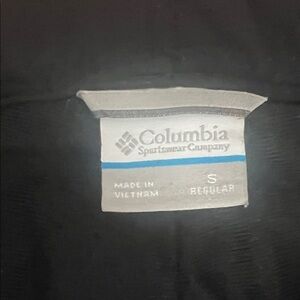 Columbia
Sportswear Company
MADE IN
VIETNAM
S
REGULAR